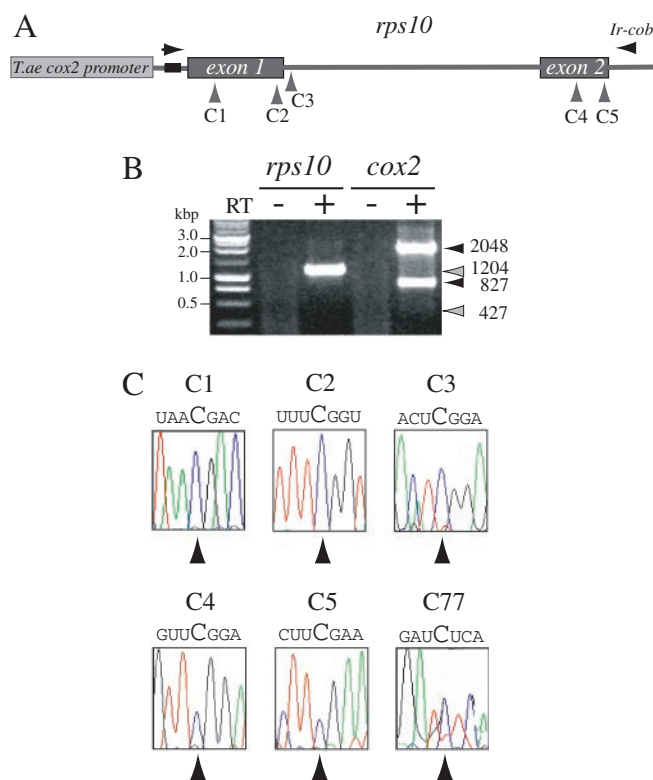 A
rps10
Ir-cob
T.ae cox2 promoter
exon 1
exon 2
C1
C2
C3
C4
C5
B
rps10
cox2
RT - + - +
kbp
3.0
2.0
1.0
0.5
2048
1204
827
427
C
C1
C2
C3
UAACGAC
UUUCGGU
ACUCGGA
C4
C5
C77
GUUCGGA
CUUCGAA
GAUCUCA